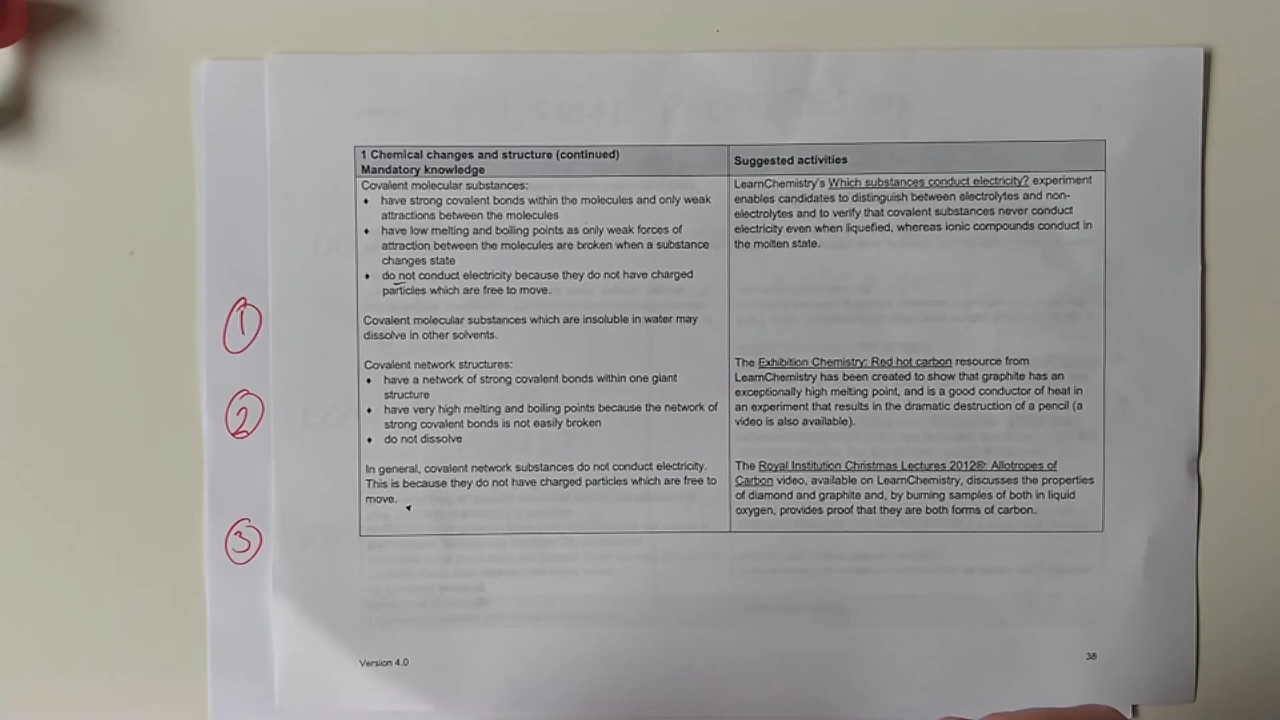 1 Chemical changes and structure (continued)
Mandatory knowledge
Suggested activities
Covalent molecular substances:
♦ have strong covalent bonds within the molecules and only weak
attractions between the molecules
♦ have low melting and boiling points as only weak forces of
attraction between the molecules are broken when a substance
changes state
♦ do not conduct electricity because they do not have charged
particles which are free to move.
Covalent molecular substances which are insoluble in water may
dissolve in other solvents.
Covalent network structures:
♦ have a network of strong covalent bonds within one giant
structure
♦ have very high melting and boiling points because the network of
strong covalent bonds is not easily broken
♦ do not dissolve
In general, covalent network substances do not conduct electricity.
This is because they do not have charged particles which are free to
move.
LearnChemistry's Which substances conduct electricity? experiment
enables candidates to distinguish between electrolytes and non-
electrolytes and to verify that covalent substances never conduct
electricity even when liquefied, whereas ionic compounds conduct in
the molten state.
The Exhibition Chemistry: Red hot carbon resource from
LearnChemistry has been created to show that graphite has an
exceptionally high melting point, and is a good conductor of heat in
an experiment that results in the dramatic destruction of a pencil (a
video is also available).
The Royal Institution Christmas Lectures 2012®: Allotropes of
Carbon video, available on LearnChemistry, discusses the properties
of diamond and graphite and, by burning samples of both in liquid
oxygen, provides proof that they are both forms of carbon.
1
2
3
Version 4.0
38